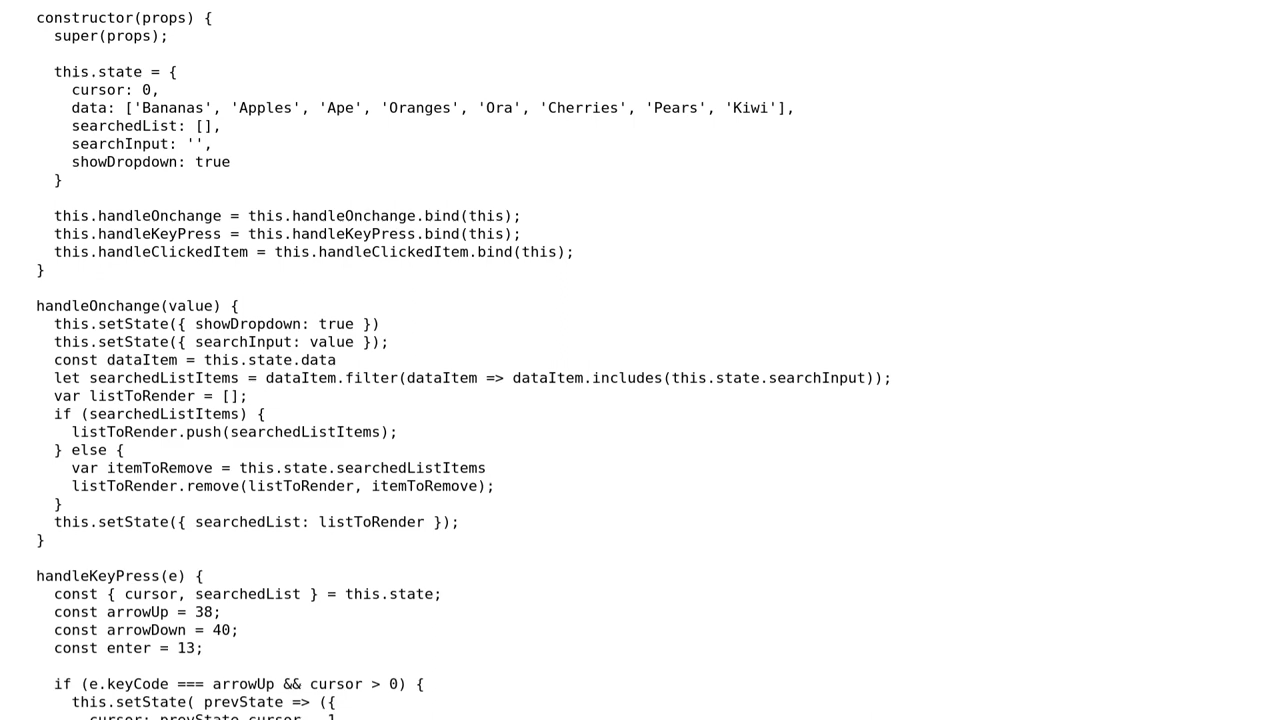 constructor(props) {
super(props);
this.state = {
cursor: 0,
data: ['Bananas', 'Apples', 'Ape', 'Oranges', 'Ora', 'Cherries', 'Pears', 'Kiwi'],
searchedList: [],
searchInput: '',
showDropdown: true
}
this.handleOnchange = this.handleOnchange.bind(this);
this.handleKeyPress = this.handleKeyPress.bind(this);
this.handleClickedItem = this.handleClickedItem.bind(this);
}
handleOnchange(value) {
this.setState({ showDropdown: true })
this.setState({ searchInput: value });
const dataItem = this.state.data
let searchedListItems = dataItem.filter(dataItem => dataItem.includes(this.state.searchInput));
var listToRender = [];
if (searchedListItems) {
listToRender.push(searchedListItems);
} else {
var itemToRemove = this.state.searchedListItems
listToRender.remove(listToRender, itemToRemove);
}
this.setState({ searchedList: listToRender });
}
handleKeyPress(e) {
const { cursor, searchedList } = this.state;
const arrowUp = 38;
const arrowDown = 40;
const enter = 13;
if (e.keyCode === arrowUp && cursor > 0) {
this.setState( prevState => ({
cursor: prevState.cursor - 1